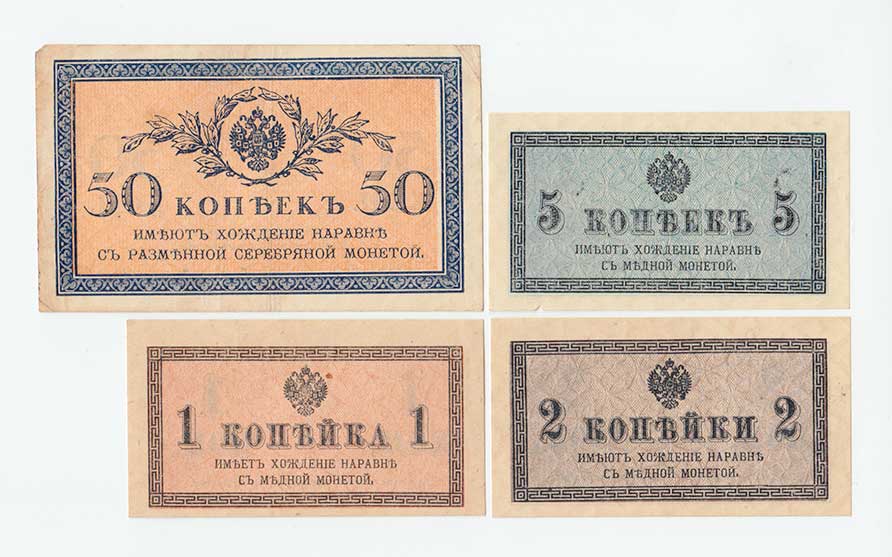 50 КОПѢЕКЪ 50
ИМѢЮТЪ ХОЖДЕНІЕ НАРАВНѢ
СЪ РАЗМѢННОЙ СЕРЕБРЯНОЙ МОНЕТОЙ.
5 КОПѢЕКЪ 5
ИМѢЮТЪ ХОЖДЕНІЕ НАРАВНѢ
СЪ МѢДНОЙ МОНЕТОЙ.
1 КОПѢЙКА 1
ИМѢЕТЪ ХОЖДЕНІЕ НАРАВНѢ
СЪ МѢДНОЙ МОНЕТОЙ.
2 КОПѢЙКИ 2
ИМѢЮТЪ ХОЖДЕНІЕ НАРАВНѢ
СЪ МѢДНОЙ МОНЕТОЙ.